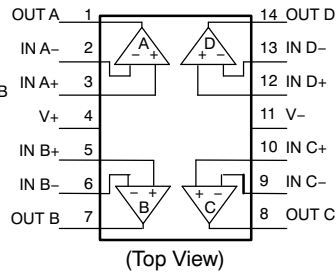 OUT A 1 14 OUT D
IN A− 2 A D 13 IN D−
− + + −
IN A+ 3 12 IN D+
B
V+ 4 11 V−
IN B+ 5 10 IN C+
IN B− 6 9 IN C−
− + + −
B C
OUT B 7 8 OUT C
(Top View)